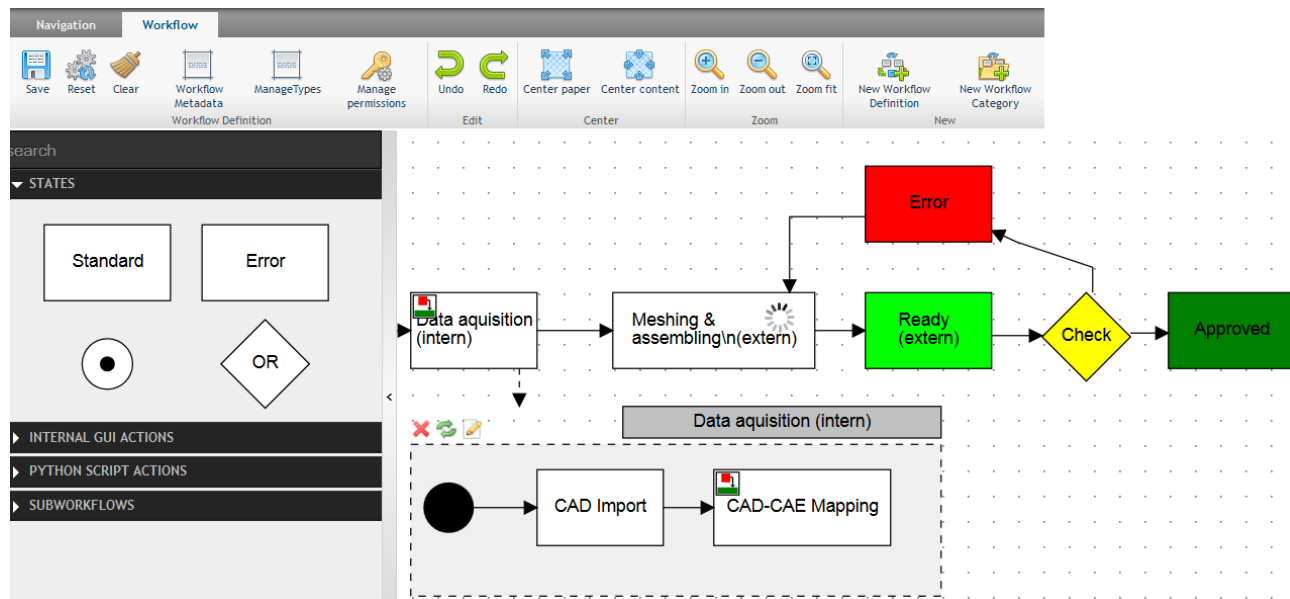 Navigation
Workflow
Save
Reset
Clear
Workflow
Metadata
ManageTypes
Manage
permissions
Undo
Redo
Center paper
Center content
Zoom in
Zoom out
Zoom fit
New Workflow
Definition
New Workflow
Category
Workflow Definition
Edit
Center
Zoom
New
search
STATES
Standard
Error
OR
INTERNAL GUI ACTIONS
PYTHON SCRIPT ACTIONS
SUBWORKFLOWS
Error
Data aquisition
(intern)
Meshing &
assembling\n(extern)
Ready
(extern)
Check
Approved
Data aquisition (intern)
CAD Import
CAD-CAE Mapping